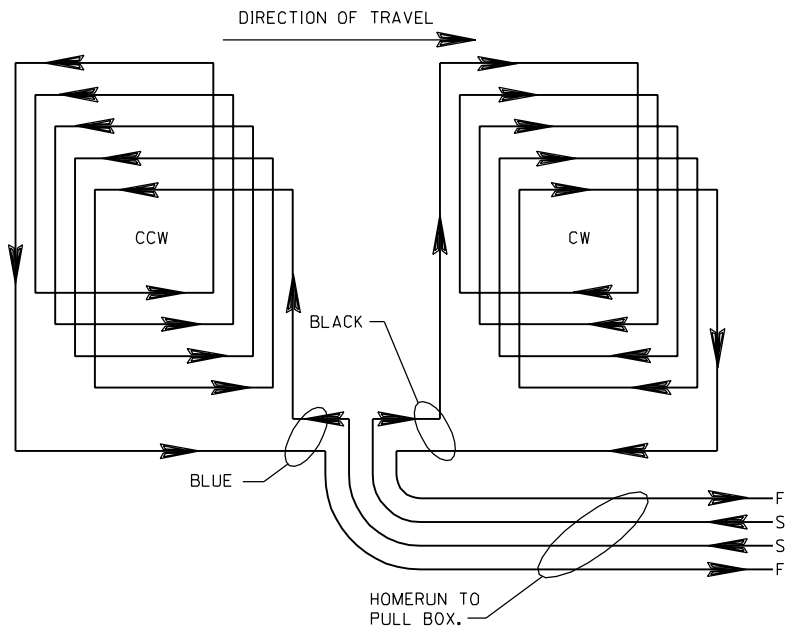 DIRECTION OF TRAVEL
CCW
CW
BLACK
BLUE
F
S
S
F
HOMERUN TO
PULL BOX.